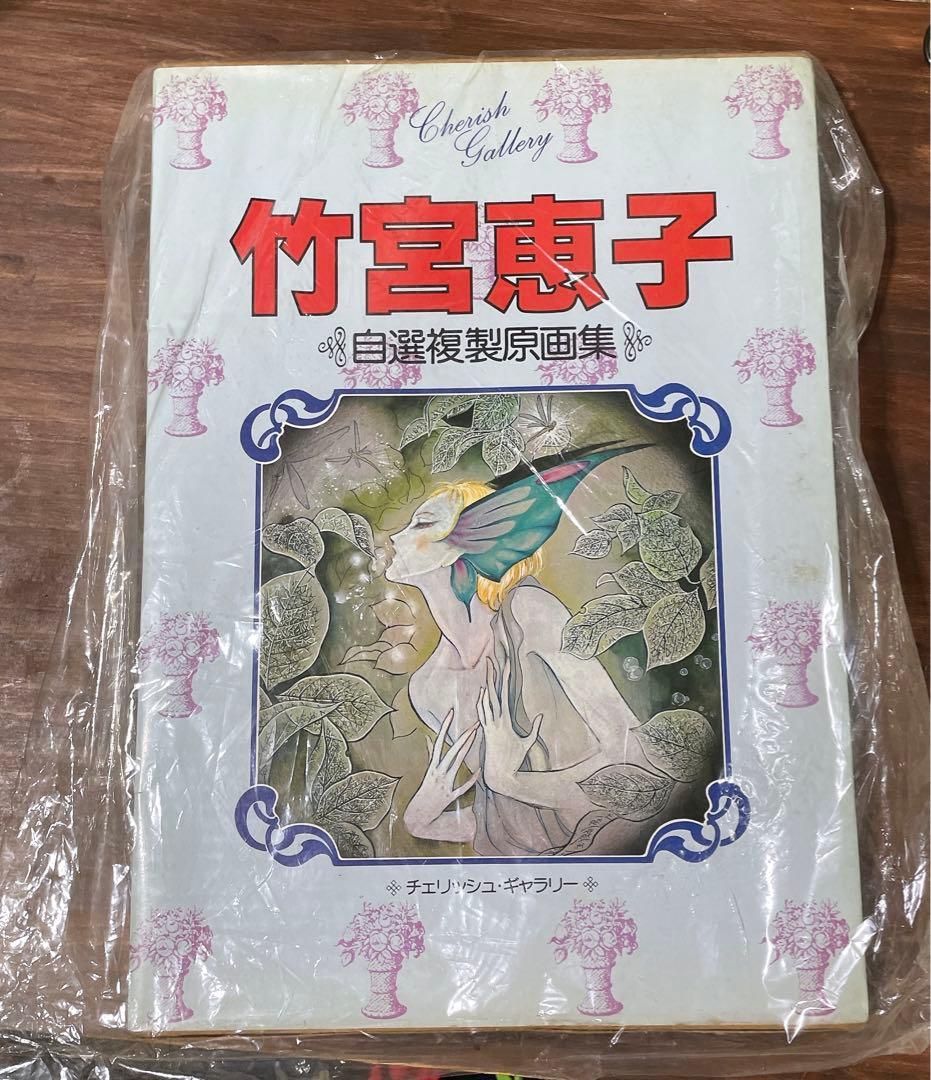 Cherish
Gallery
竹宮恵子
自選複製原画集
チェリッシュ・ギャラリー